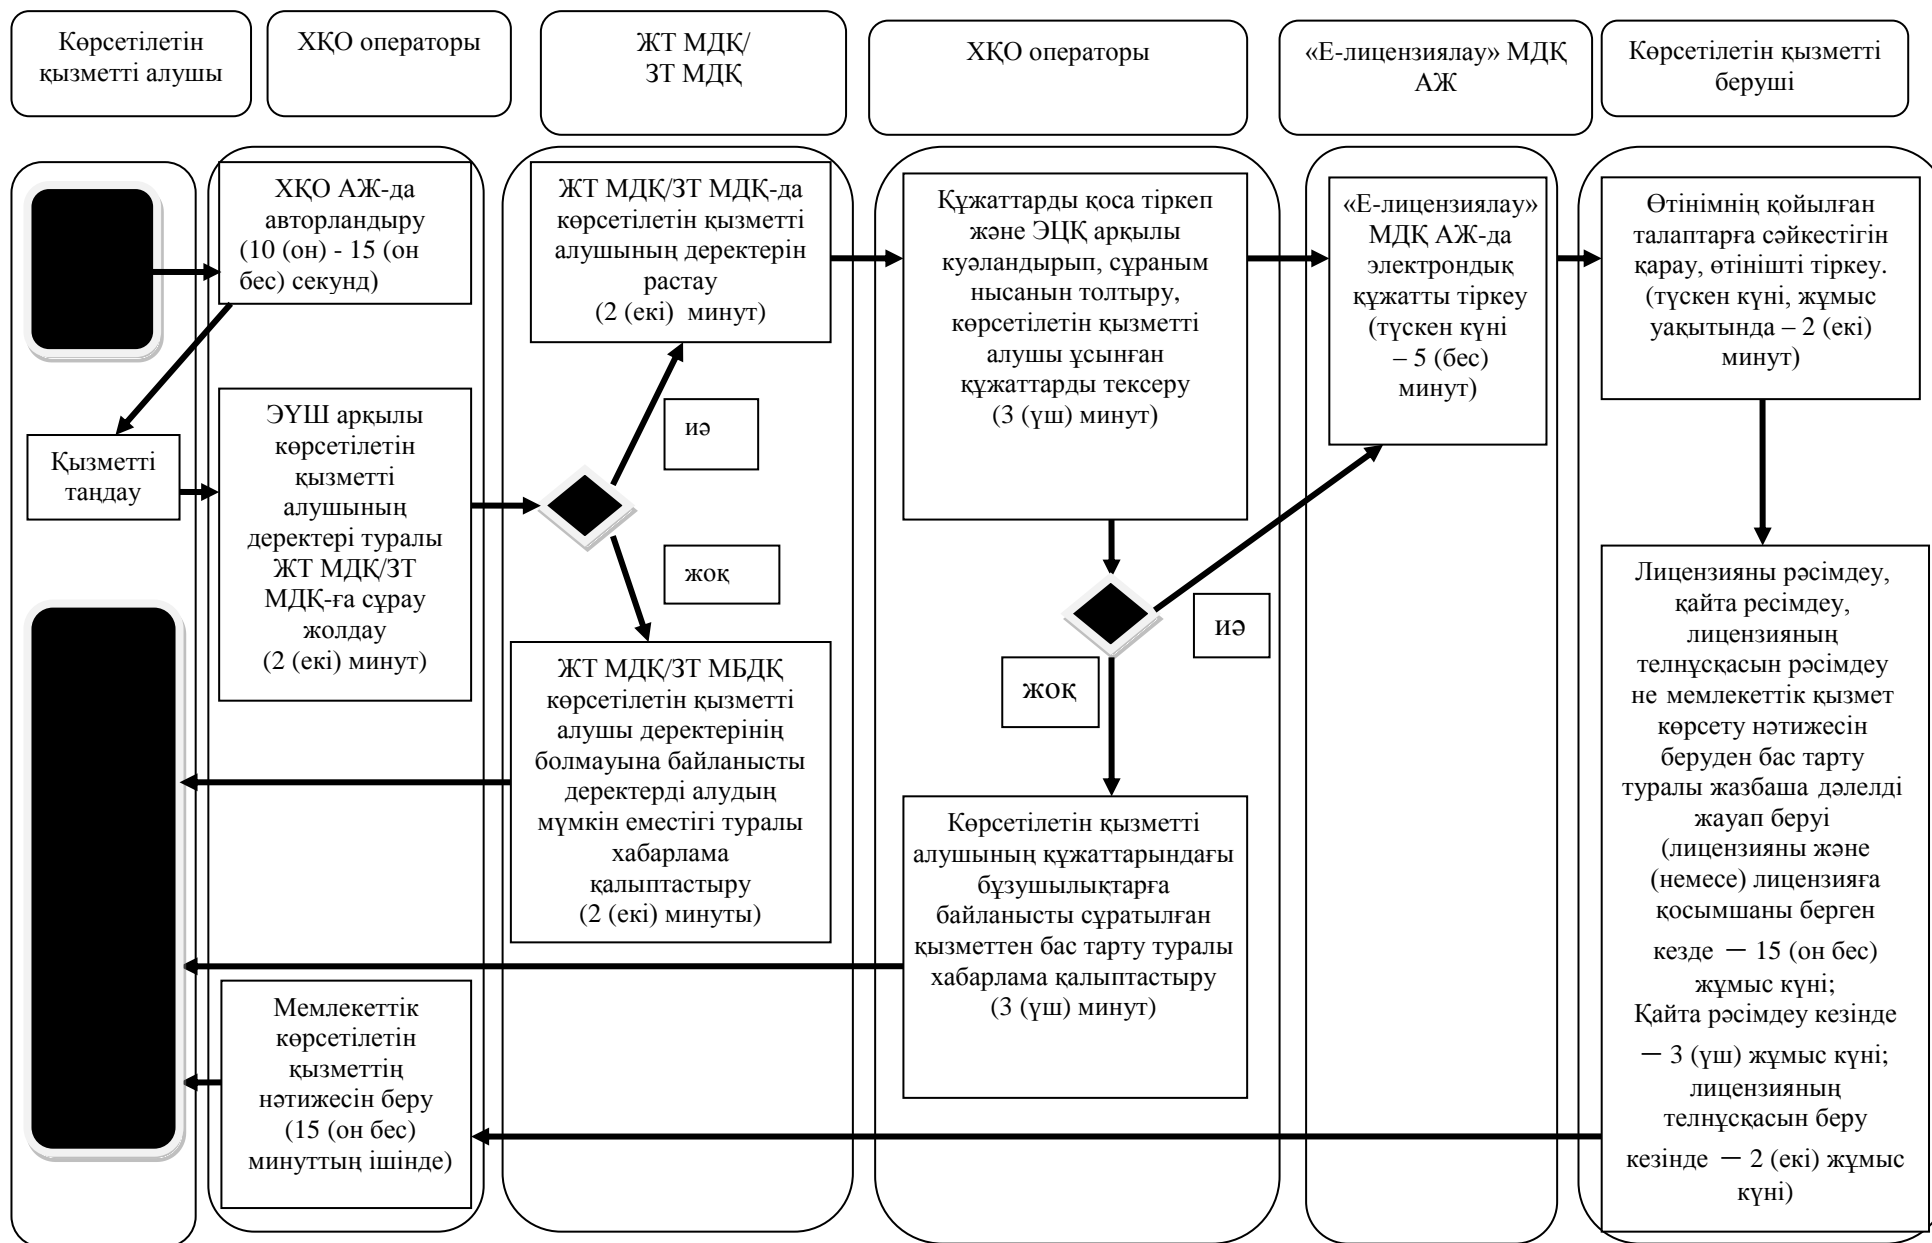 Көрсетілетін
қызметті алушы
ХҚО операторы
ЖТ МДҚ/
ЗТ МДҚ
ХҚО операторы
«Е-лицензиялау» МДҚ
АЖ
Көрсетілетін қызметті
беруші
ХҚО АЖ-да
авторландыру
(10 (он) - 15 (он
бес) секунд)
Қызметті
таңдау
ЭҮШ арқылы
көрсетілетін
қызметті
алушының
деректері туралы
ЖТ МДҚ/ЗТ
МДҚ-ға сұрау
жолдау
(2 (екі) минут)
ЖТ МДҚ/ЗТ МДҚ-да
көрсетілетін қызметті
алушының деректерін
растау
(2 (екі) минут)
иә
жоқ
ЖТ МДҚ/ЗТ МБДҚ
көрсетілетін қызметті
алушы деректерінің
болмауына байланысты
деректерді алудың
мүмкін еместігі туралы
хабарлама
қалыптастыру
(2 (екі) минуты)
Құжаттарды қоса тіркеп
және ЭЦҚ арқылы
куәландырып, сұраным
нысанын толтыру,
көрсетілетін қызметті
алушы ұсынған
құжаттарды тексеру
(3 (үш) минут)
иә
жоқ
Көрсетілетін қызметті
алушының құжаттарындағы
бұзушылықтарға
байланысты сұратылған
қызметтен бас тарту туралы
хабарлама қалыптастыру
(3 (үш) минут)
«Е-лицензиялау»
МДҚ АЖ-да
электрондық
құжатты тіркеу
(түскен күні
– 5 (бес)
минут)
Өтінімнің қойылған
талаптарға сәйкестігін
қарау, өтінішті тіркеу.
(түскен күні, жұмыс
уақытында – 2 (екі)
минут)
Лицензияны рәсімдеу,
қайта ресімдеу,
лицензияның
телнұсқасын рәсімдеу
не мемлекеттік қызмет
көрсету нәтижесін
беруден бас тарту
туралы жазбаша дәлелді
жауап беруі
(лицензияны және
(немесе) лицензияға
қосымшаны берген
кезде – 15 (он бес)
жұмыс күні;
Қайта рәсімдеу кезінде
– 3 (үш) жұмыс күні;
лицензияның
телнұсқасын беру
кезінде – 2 (екі) жұмыс
күні)
Мемлекеттік
көрсетілетін
қызметтің
нәтижесін беру
(15 (он бес)
минуттың ішінде)